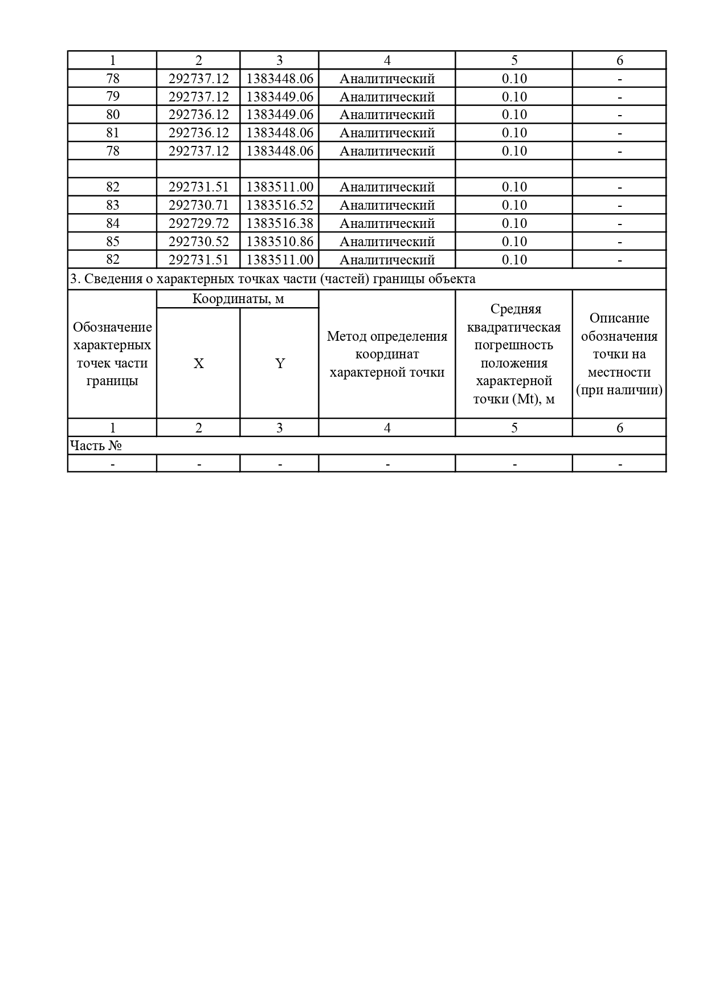 1 2 3 4 5 6
78 292737.12 1383448.06 Аналитический 0.10 -
79 292737.12 1383449.06 Аналитический 0.10 -
80 292736.12 1383449.06 Аналитический 0.10 -
81 292736.12 1383448.06 Аналитический 0.10 -
78 292737.12 1383448.06 Аналитический 0.10 -
82 292731.51 1383511.00 Аналитический 0.10 -
83 292730.71 1383516.52 Аналитический 0.10 -
84 292729.72 1383516.38 Аналитический 0.10 -
85 292730.52 1383510.86 Аналитический 0.10 -
82 292731.51 1383511.00 Аналитический 0.10 -
3. Сведения о характерных точках части (частей) границы объекта
Обозначение
характерных
точек части
границы
Координаты, м
X
Y
Метод определения
координат
характерной точки
Средняя
квадратическая
погрешность
положения
характерной
точки (Mt), м
Описание
обозначения
точки на
местности
(при наличии)
1 2 3 4 5 6
Часть №
- - - - - -